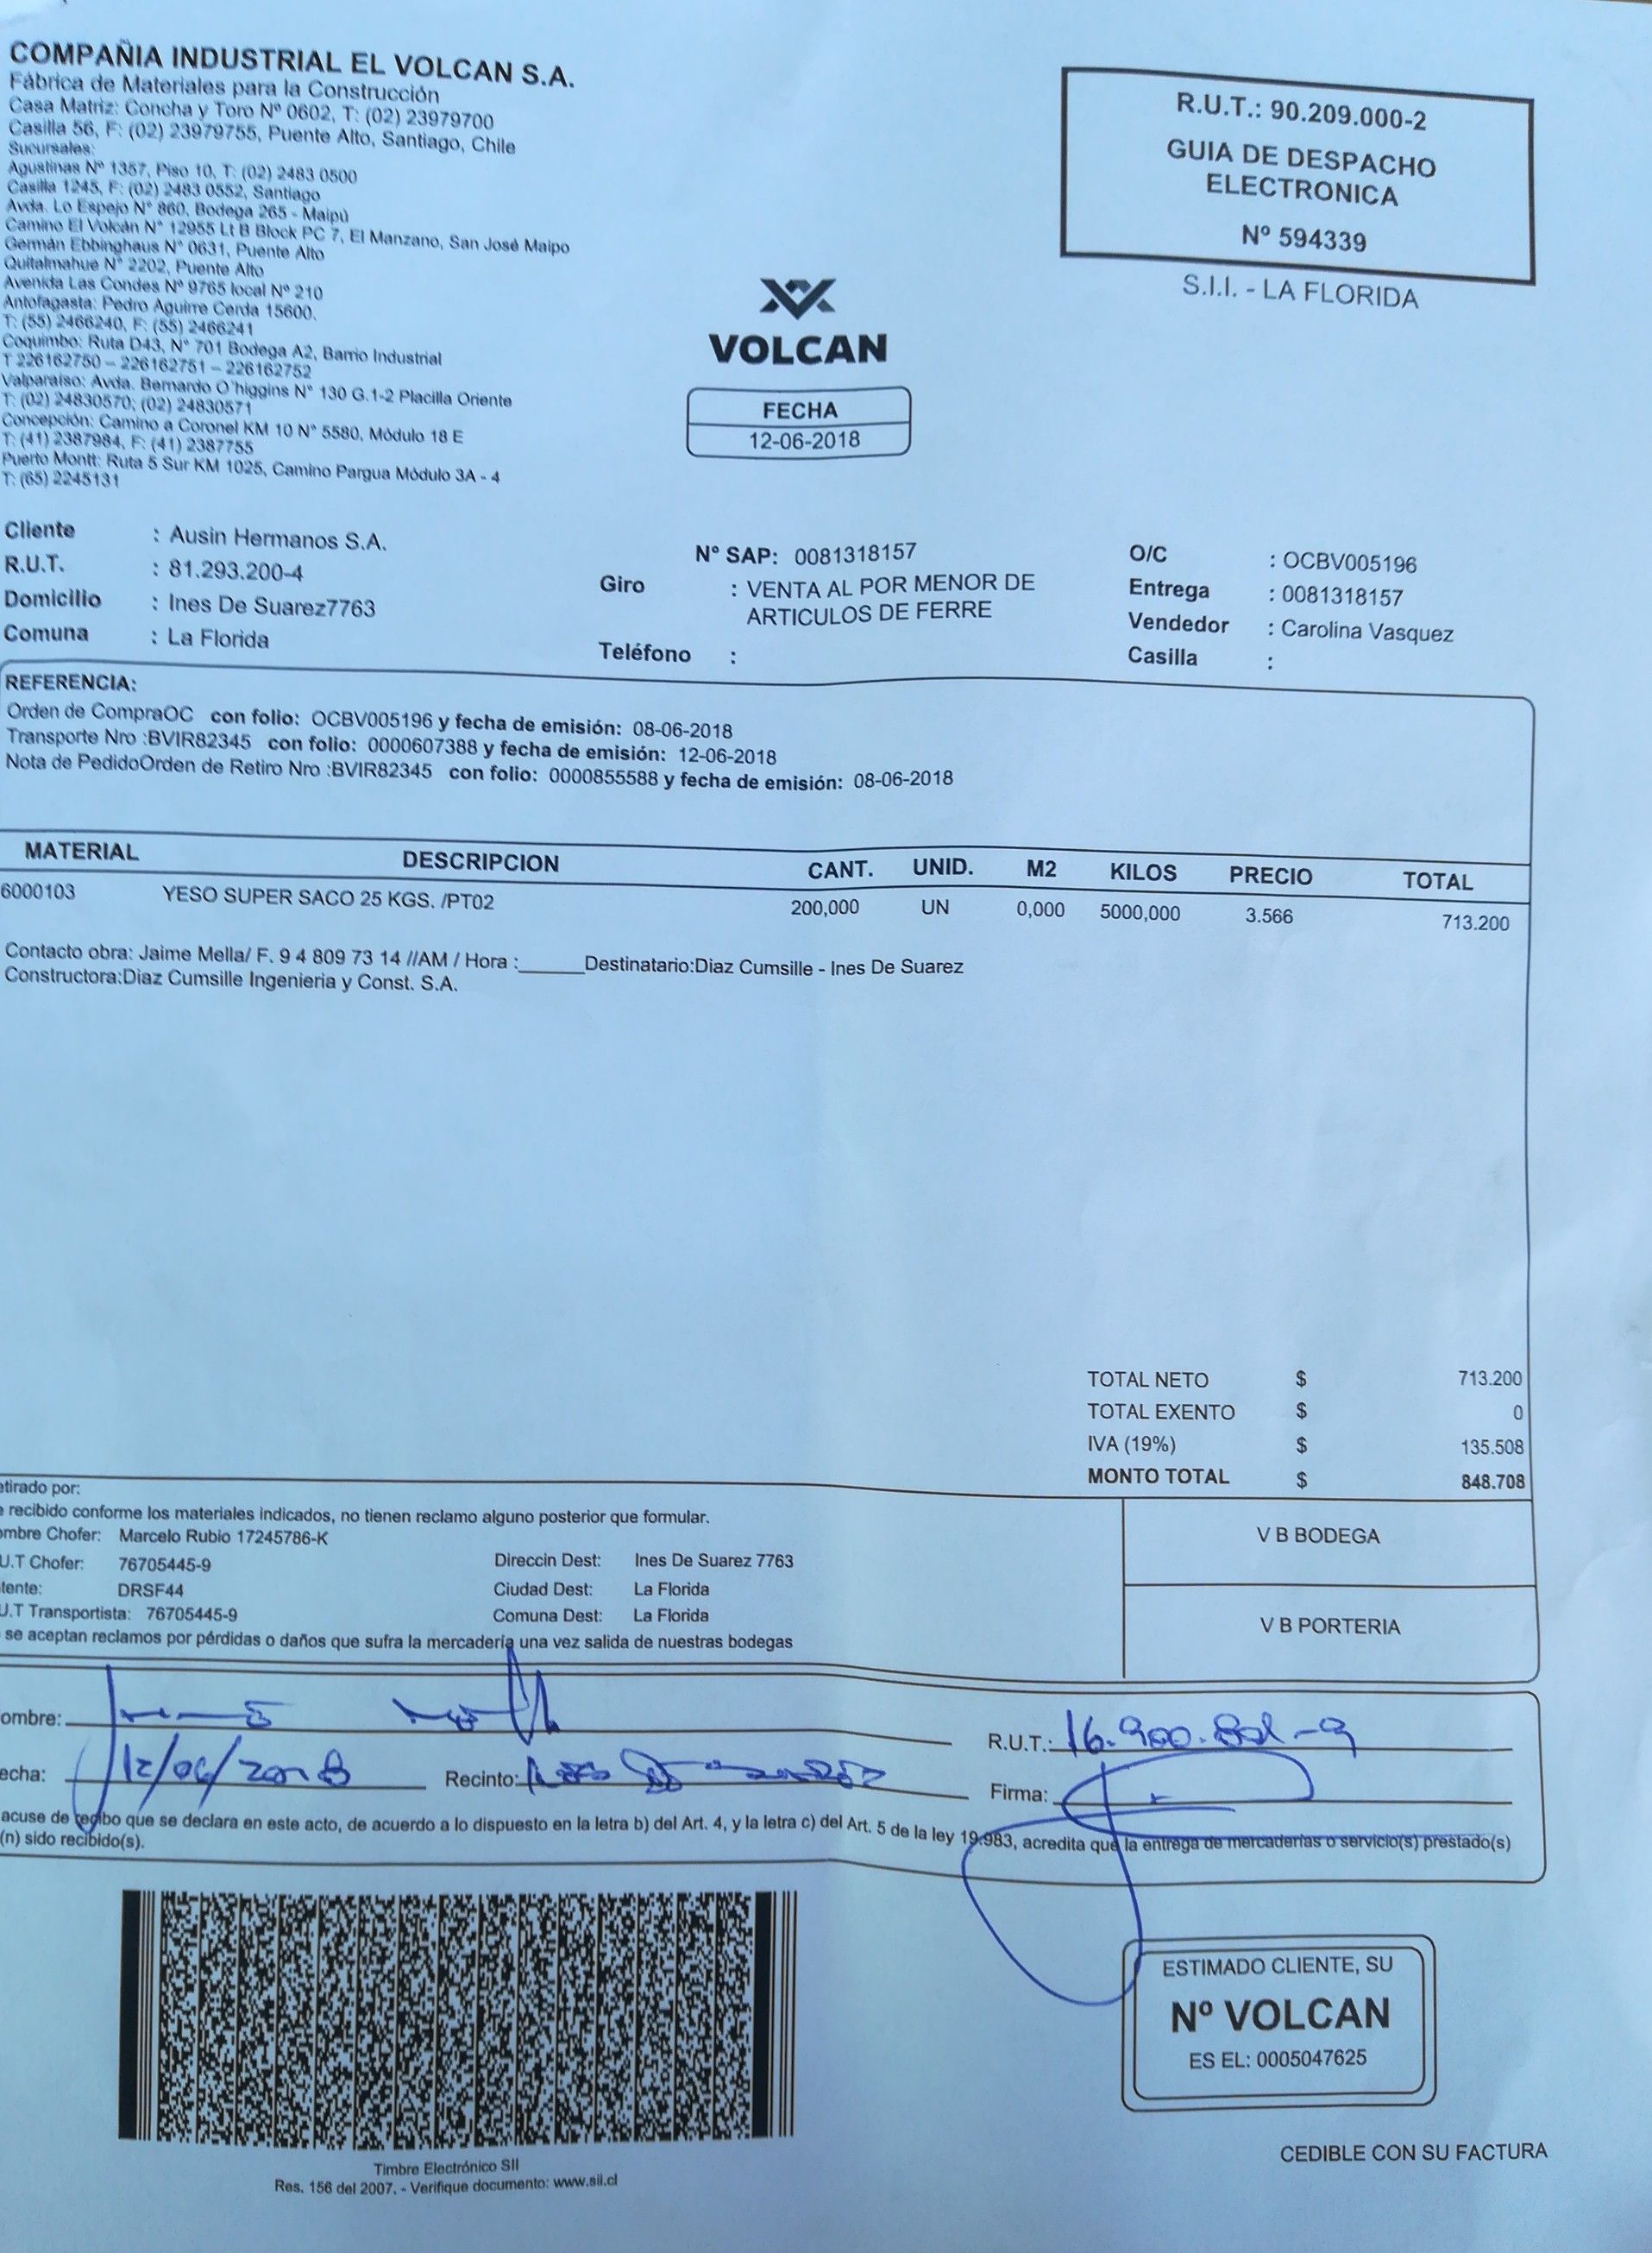 COMPAÑIA INDUSTRIAL EL VOLCAN S.A.
Fábrica de Materiales para la Construcción
Casa Matriz: Concha y Toro Nº 0602, T: (02) 23979700
Casilla 56, F: (02) 23979755, Puente Alto, Santiago, Chile
Sucursales:
Agustinas Nº 1357, Piso 10, T: (02) 2483 0500
Casilla 1245, F: (02) 2483 0552, Santiago
Avda. Lo Espejo N° 860, Bodega 265 - Maipú
Camino El Volcán N° 12955 Lt B Block PC 7, El Manzano, San José Maipo
Germán Ebbinghaus N° 0631, Puente Alto
Quitalmahue N° 2202, Puente Alto
Avenida Las Condes Nº 9765 local Nº 210
Antofagasta: Pedro Aguirre Cerda 15600.
T: (55) 2466240, F: (55) 2466241
Coquimbo: Ruta D43, N° 701 Bodega A2, Barrio Industrial
T 226162750 – 226162751 – 226162752
Valparaíso: Avda. Bernardo O'higgins N° 130 G.1-2 Placilla Oriente
T: (02) 24830570; (02) 24830571
Concepción: Camino a Coronel KM 10 N° 5580, Módulo 18 E
T: (41) 2387984, F: (41) 2387755
Puerto Montt: Ruta 5 Sur KM 1025, Camino Pargua Módulo 3A - 4
T: (65) 2245131
R.U.T.: 90.209.000-2
GUIA DE DESPACHO
ELECTRONICA
Nº 594339
S.I.I. - LA FLORIDA
VOLCAN
FECHA
12-06-2018
Cliente : Ausin Hermanos S.A.
R.U.T. : 81.293.200-4
Domicilio : Ines De Suarez7763
Comuna : La Florida
Nº SAP: 0081318157
Giro : VENTA AL POR MENOR DE
ARTICULOS DE FERRE
Teléfono :
O/C : OCBV005196
Entrega : 0081318157
Vendedor : Carolina Vasquez
Casilla :
REFERENCIA:
Orden de CompraOC con folio: OCBV005196 y fecha de emisión: 08-06-2018
Transporte Nro :BVIR82345 con folio: 0000607388 y fecha de emisión: 12-06-2018
Nota de PedidoOrden de Retiro Nro :BVIR82345 con folio: 0000855588 y fecha de emisión: 08-06-2018
MATERIAL DESCRIPCION CANT. UNID. M2 KILOS PRECIO TOTAL
6000103 YESO SUPER SACO 25 KGS. /PT02 200,000 UN 0,000 5000,000 3.566 713.200
Contacto obra: Jaime Mella/ F. 9 4 809 73 14 //AM / Hora :______Destinatario:Diaz Cumsille - Ines De Suarez
Constructora:Diaz Cumsille Ingenieria y Const. S.A.
TOTAL NETO $ 713.200
TOTAL EXENTO $ 0
IVA (19%) $ 135.508
MONTO TOTAL $ 848.708
etirado por:
e recibido conforme los materiales indicados, no tienen reclamo alguno posterior que formular.
ombre Chofer: Marcelo Rubio 17245786-K
U.T Chofer: 76705445-9 Direccin Dest: Ines De Suarez 7763
tente: DRSF44 Ciudad Dest: La Florida
U.T Transportista: 76705445-9 Comuna Dest: La Florida
se aceptan reclamos por pérdidas o daños que sufra la mercadería una vez salida de nuestras bodegas
V B BODEGA
V B PORTERIA
ombre:
R.U.T.:
echa: 12/06/2018 Recinto:
Firma:
acuse de recibo que se declara en este acto, de acuerdo a lo dispuesto en la letra b) del Art. 4, y la letra c) del Art. 5 de la ley 19.983, acredita que la entrega de mercaderías o servicio(s) prestado(s)
(n) sido recibido(s).
Timbre Electrónico SII
Res. 156 del 2007. - Verifique documento: www.sii.cl
ESTIMADO CLIENTE, SU
Nº VOLCAN
ES EL: 0005047625
CEDIBLE CON SU FACTURA